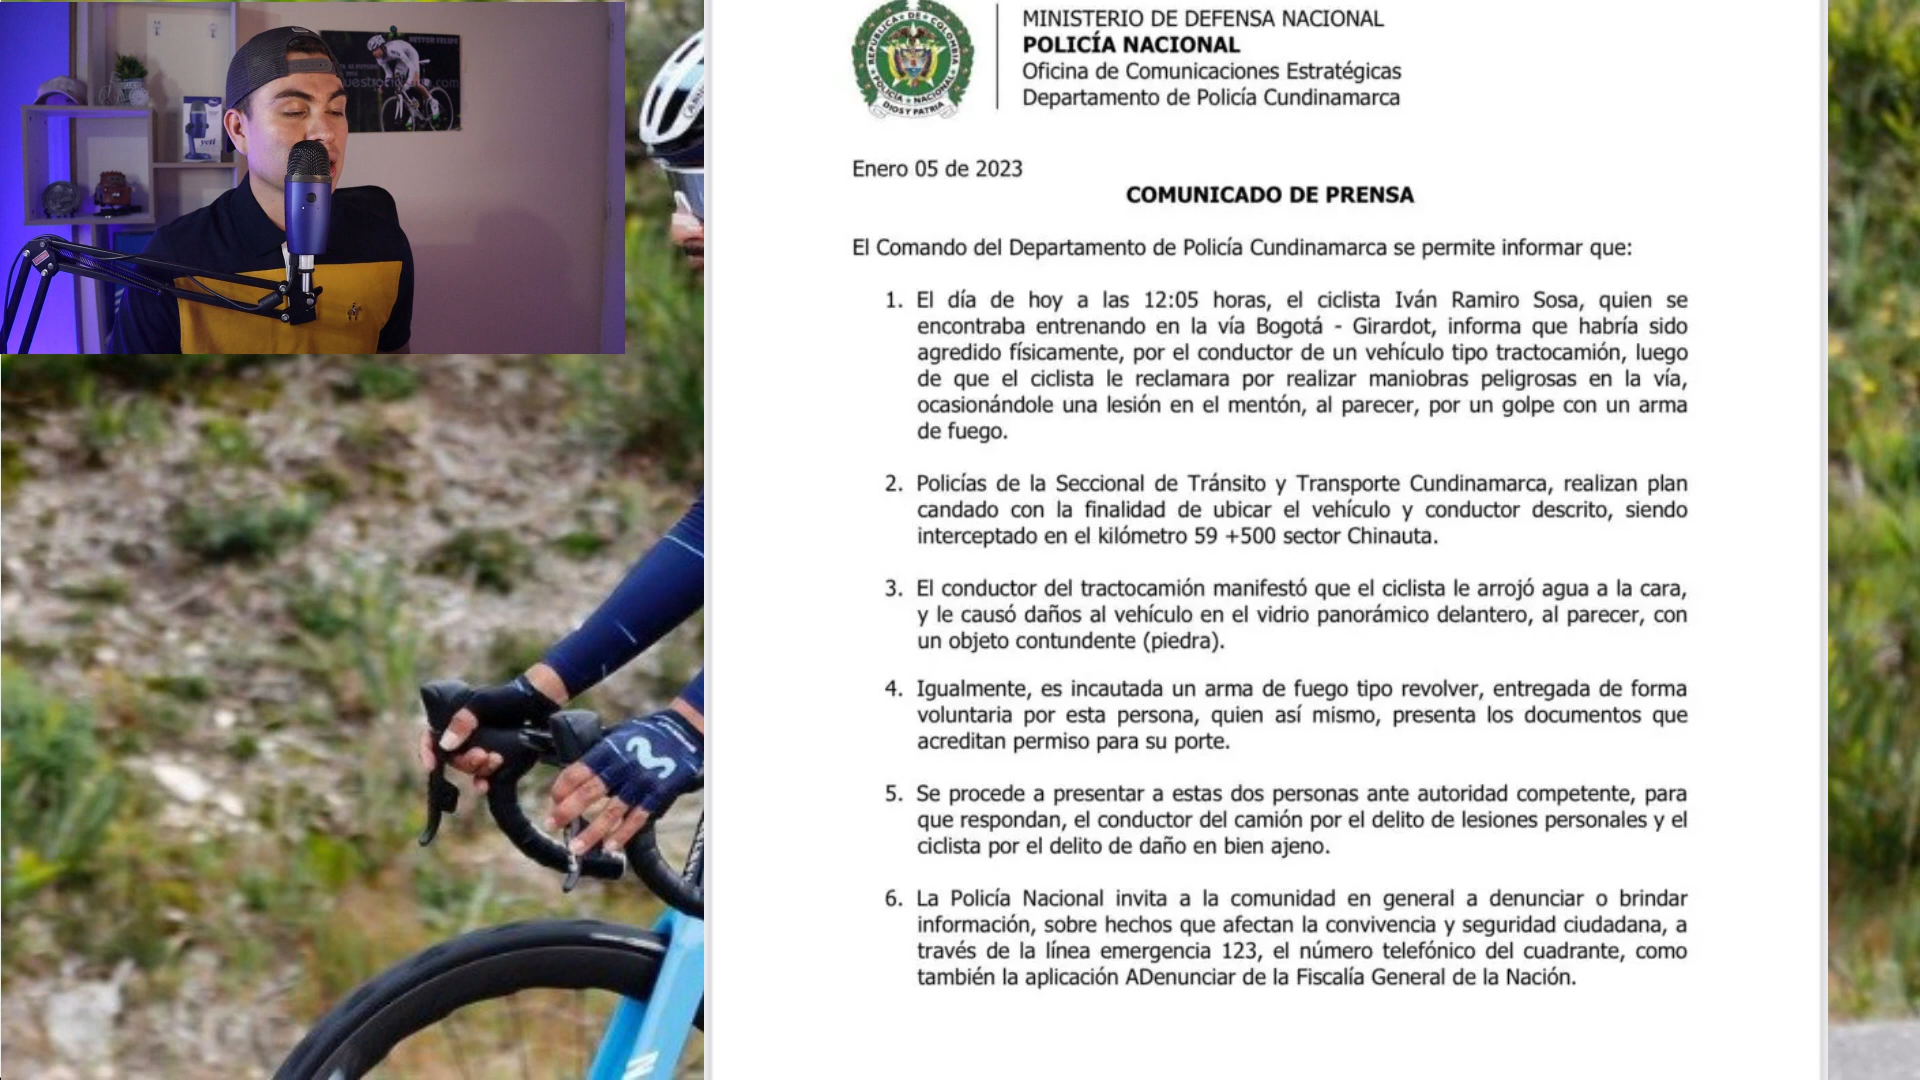 yeti
MINISTERIO DE DEFENSA NACIONAL
POLICÍA NACIONAL
Oficina de Comunicaciones Estratégicas
Departamento de Policía Cundinamarca
REPÚBLICA DE COLOMBIA
POLICIA NACIONAL
DIOS Y PATRIA
Enero 05 de 2023
COMUNICADO DE PRENSA
El Comando del Departamento de Policía Cundinamarca se permite informar que:
1. El día de hoy a las 12:05 horas, el ciclista Iván Ramiro Sosa, quien se
encontraba entrenando en la vía Bogotá - Girardot, informa que habría sido
agredido físicamente, por el conductor de un vehículo tipo tractocamión, luego
de que el ciclista le reclamara por realizar maniobras peligrosas en la vía,
ocasionándole una lesión en el mentón, al parecer, por un golpe con un arma
de fuego.
2. Policías de la Seccional de Tránsito y Transporte Cundinamarca, realizan plan
candado con la finalidad de ubicar el vehículo y conductor descrito, siendo
interceptado en el kilómetro 59 +500 sector Chinauta.
3. El conductor del tractocamión manifestó que el ciclista le arrojó agua a la cara,
y le causó daños al vehículo en el vidrio panorámico delantero, al parecer, con
un objeto contundente (piedra).
4. Igualmente, es incautada un arma de fuego tipo revolver, entregada de forma
voluntaria por esta persona, quien así mismo, presenta los documentos que
acreditan permiso para su porte.
5. Se procede a presentar a estas dos personas ante autoridad competente, para
que respondan, el conductor del camión por el delito de lesiones personales y el
ciclista por el delito de daño en bien ajeno.
6. La Policía Nacional invita a la comunidad en general a denunciar o brindar
información, sobre hechos que afectan la convivencia y seguridad ciudadana, a
través de la línea emergencia 123, el número telefónico del cuadrante, como
también la aplicación ADenunciar de la Fiscalía General de la Nación.